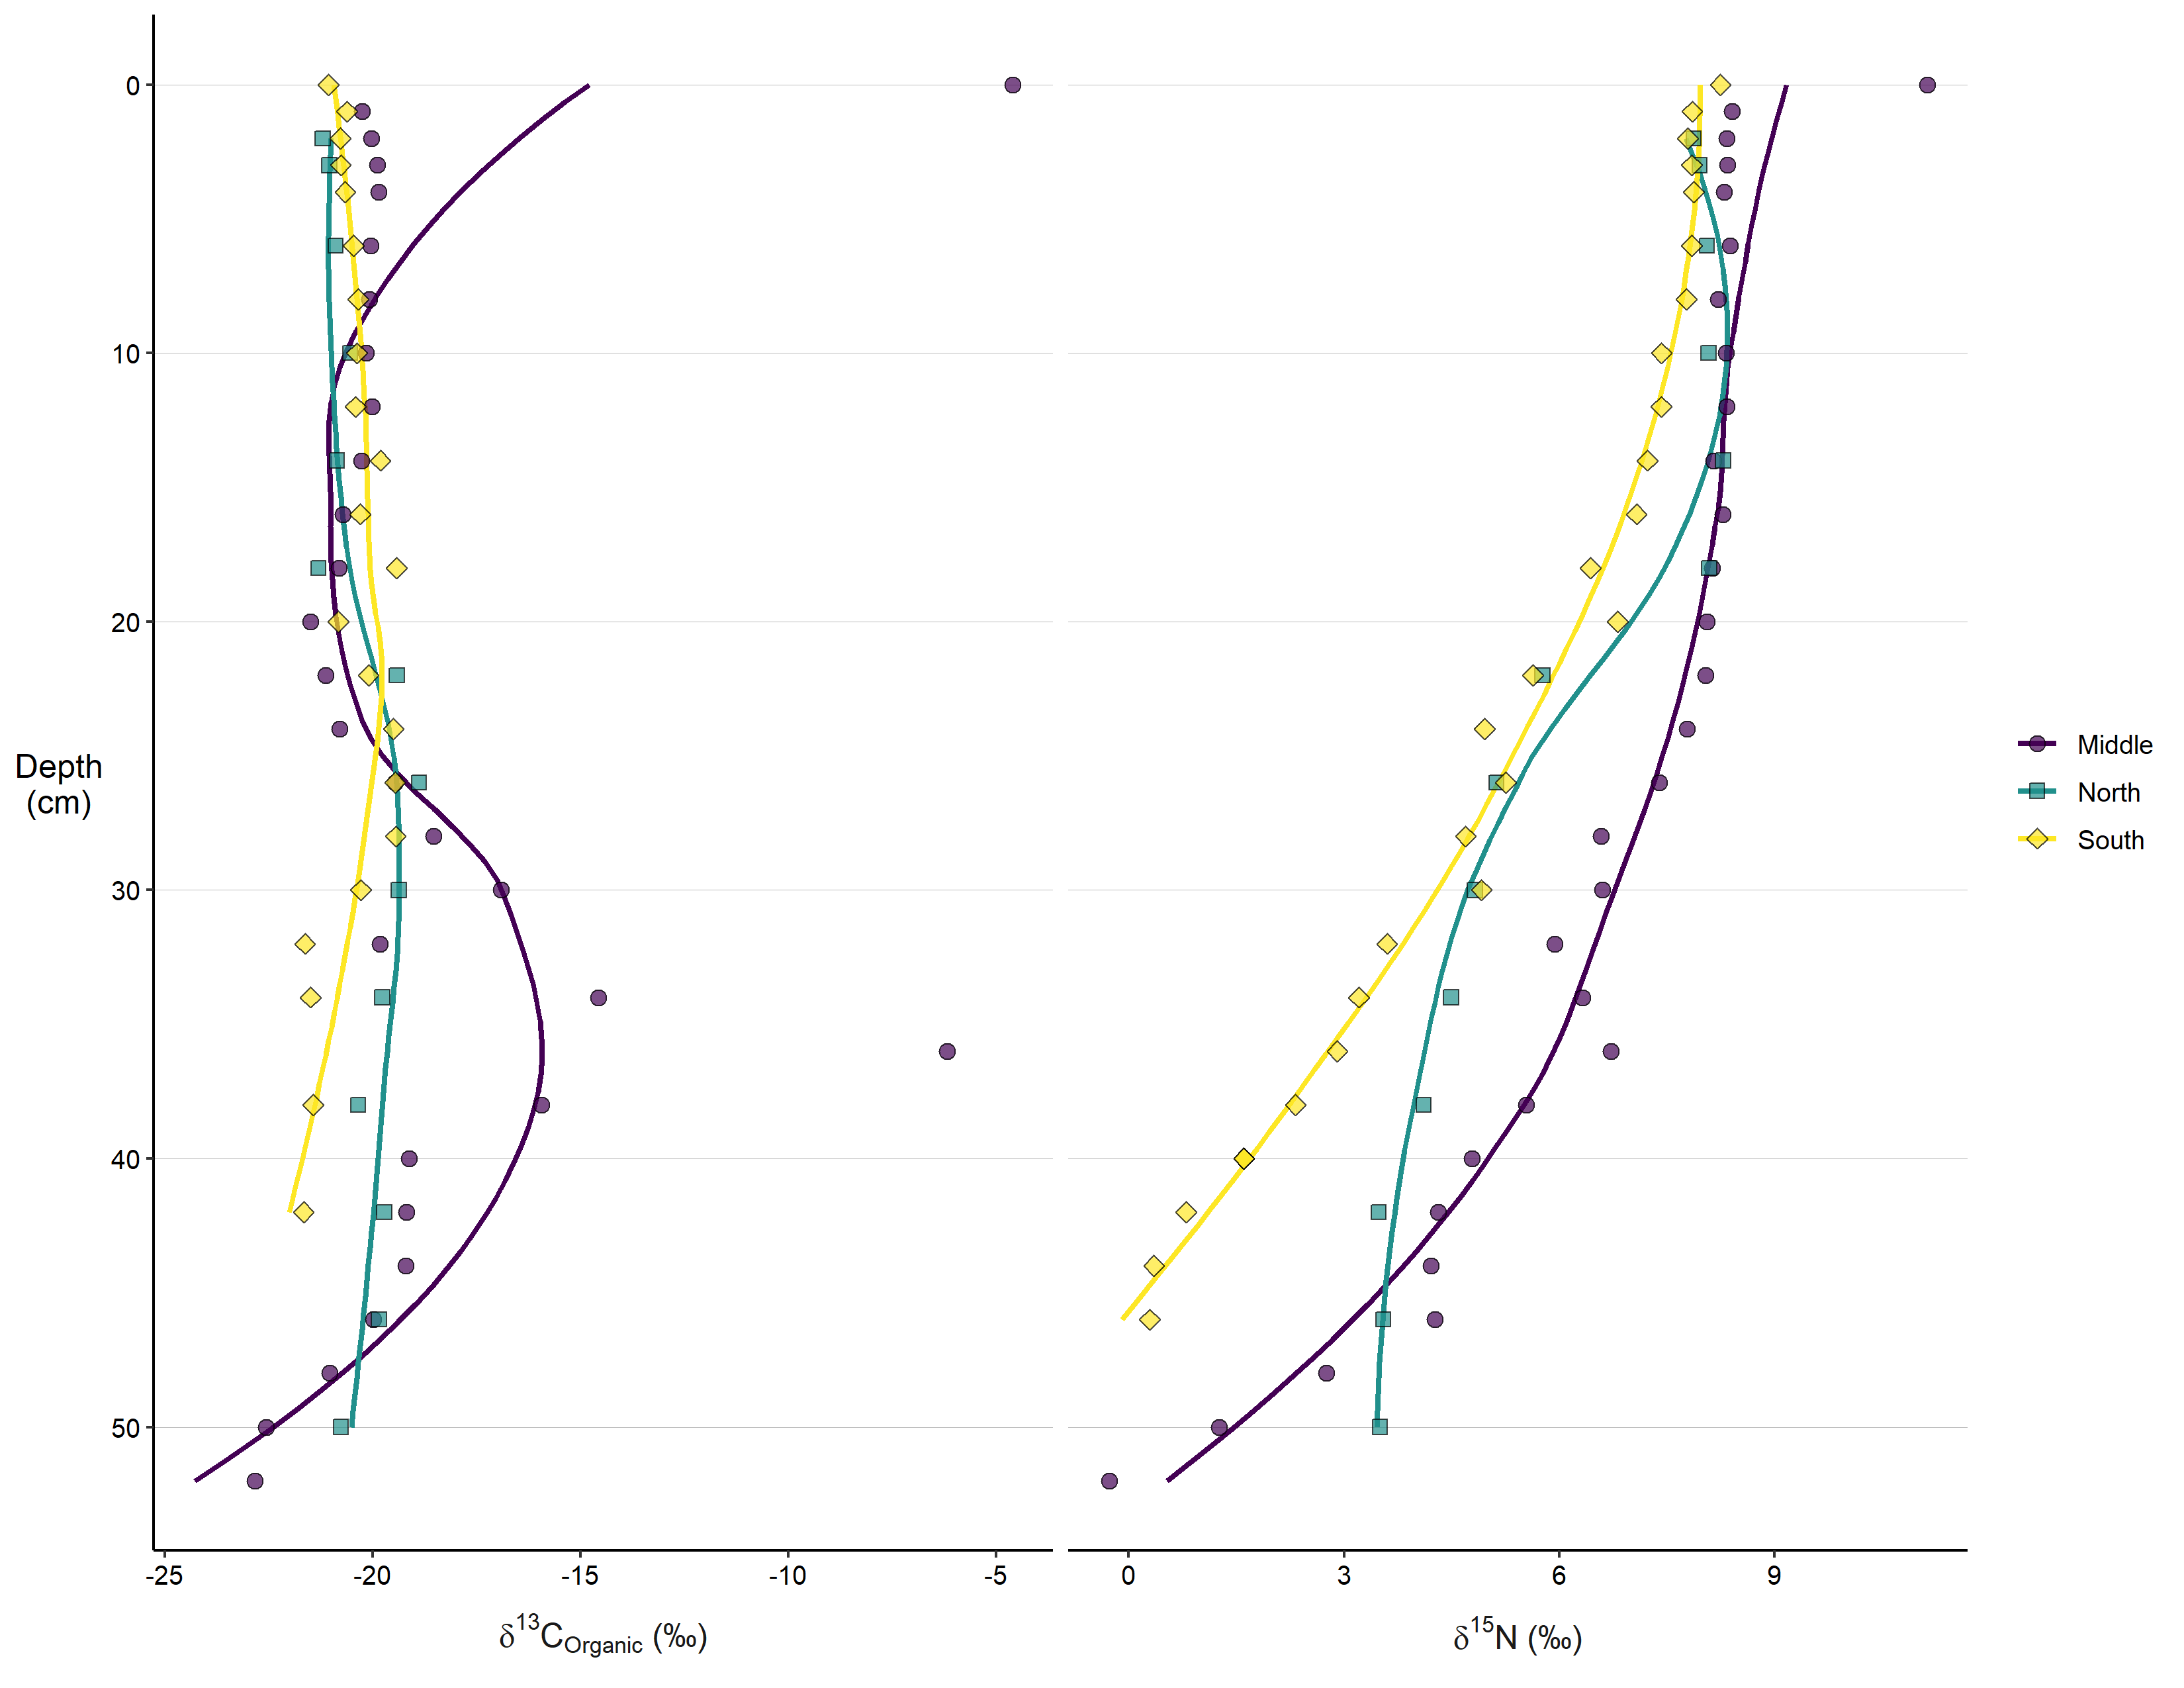 0
10
20
30
40
50
Depth
(cm)
-25 -20 -15 -10 -5
0 3 6 9
δ¹³C_Organic (‰)
δ¹⁵N (‰)
Middle
North
South